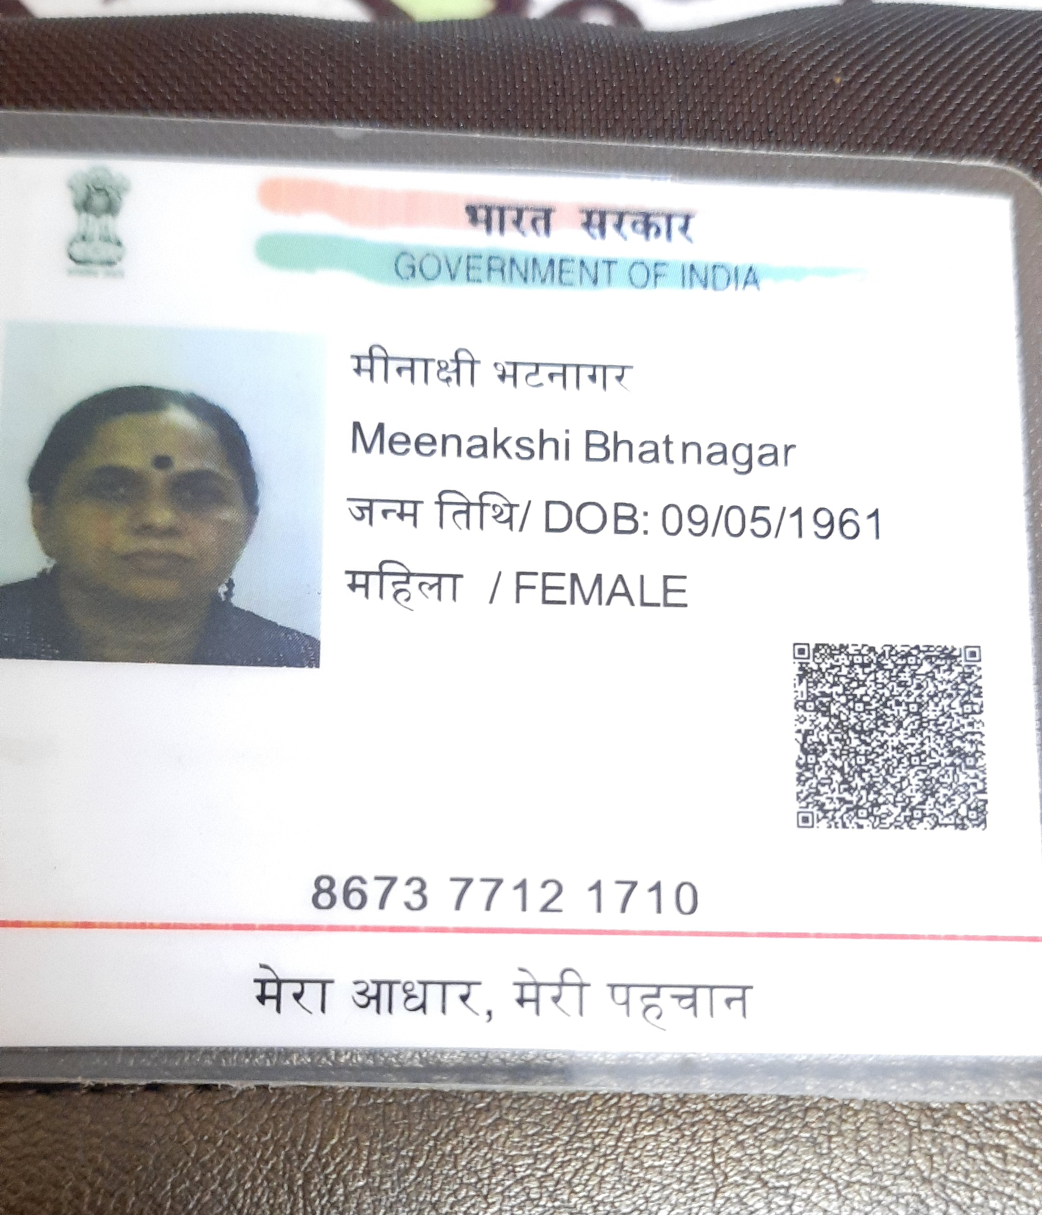 भारत सरकार
GOVERNMENT OF INDIA
मीनाक्षी भटनागर
Meenakshi Bhatnagar
जन्म तिथि/ DOB: 09/05/1961
महिला / FEMALE
8673 7712 1710
मेरा आधार, मेरी पहचान